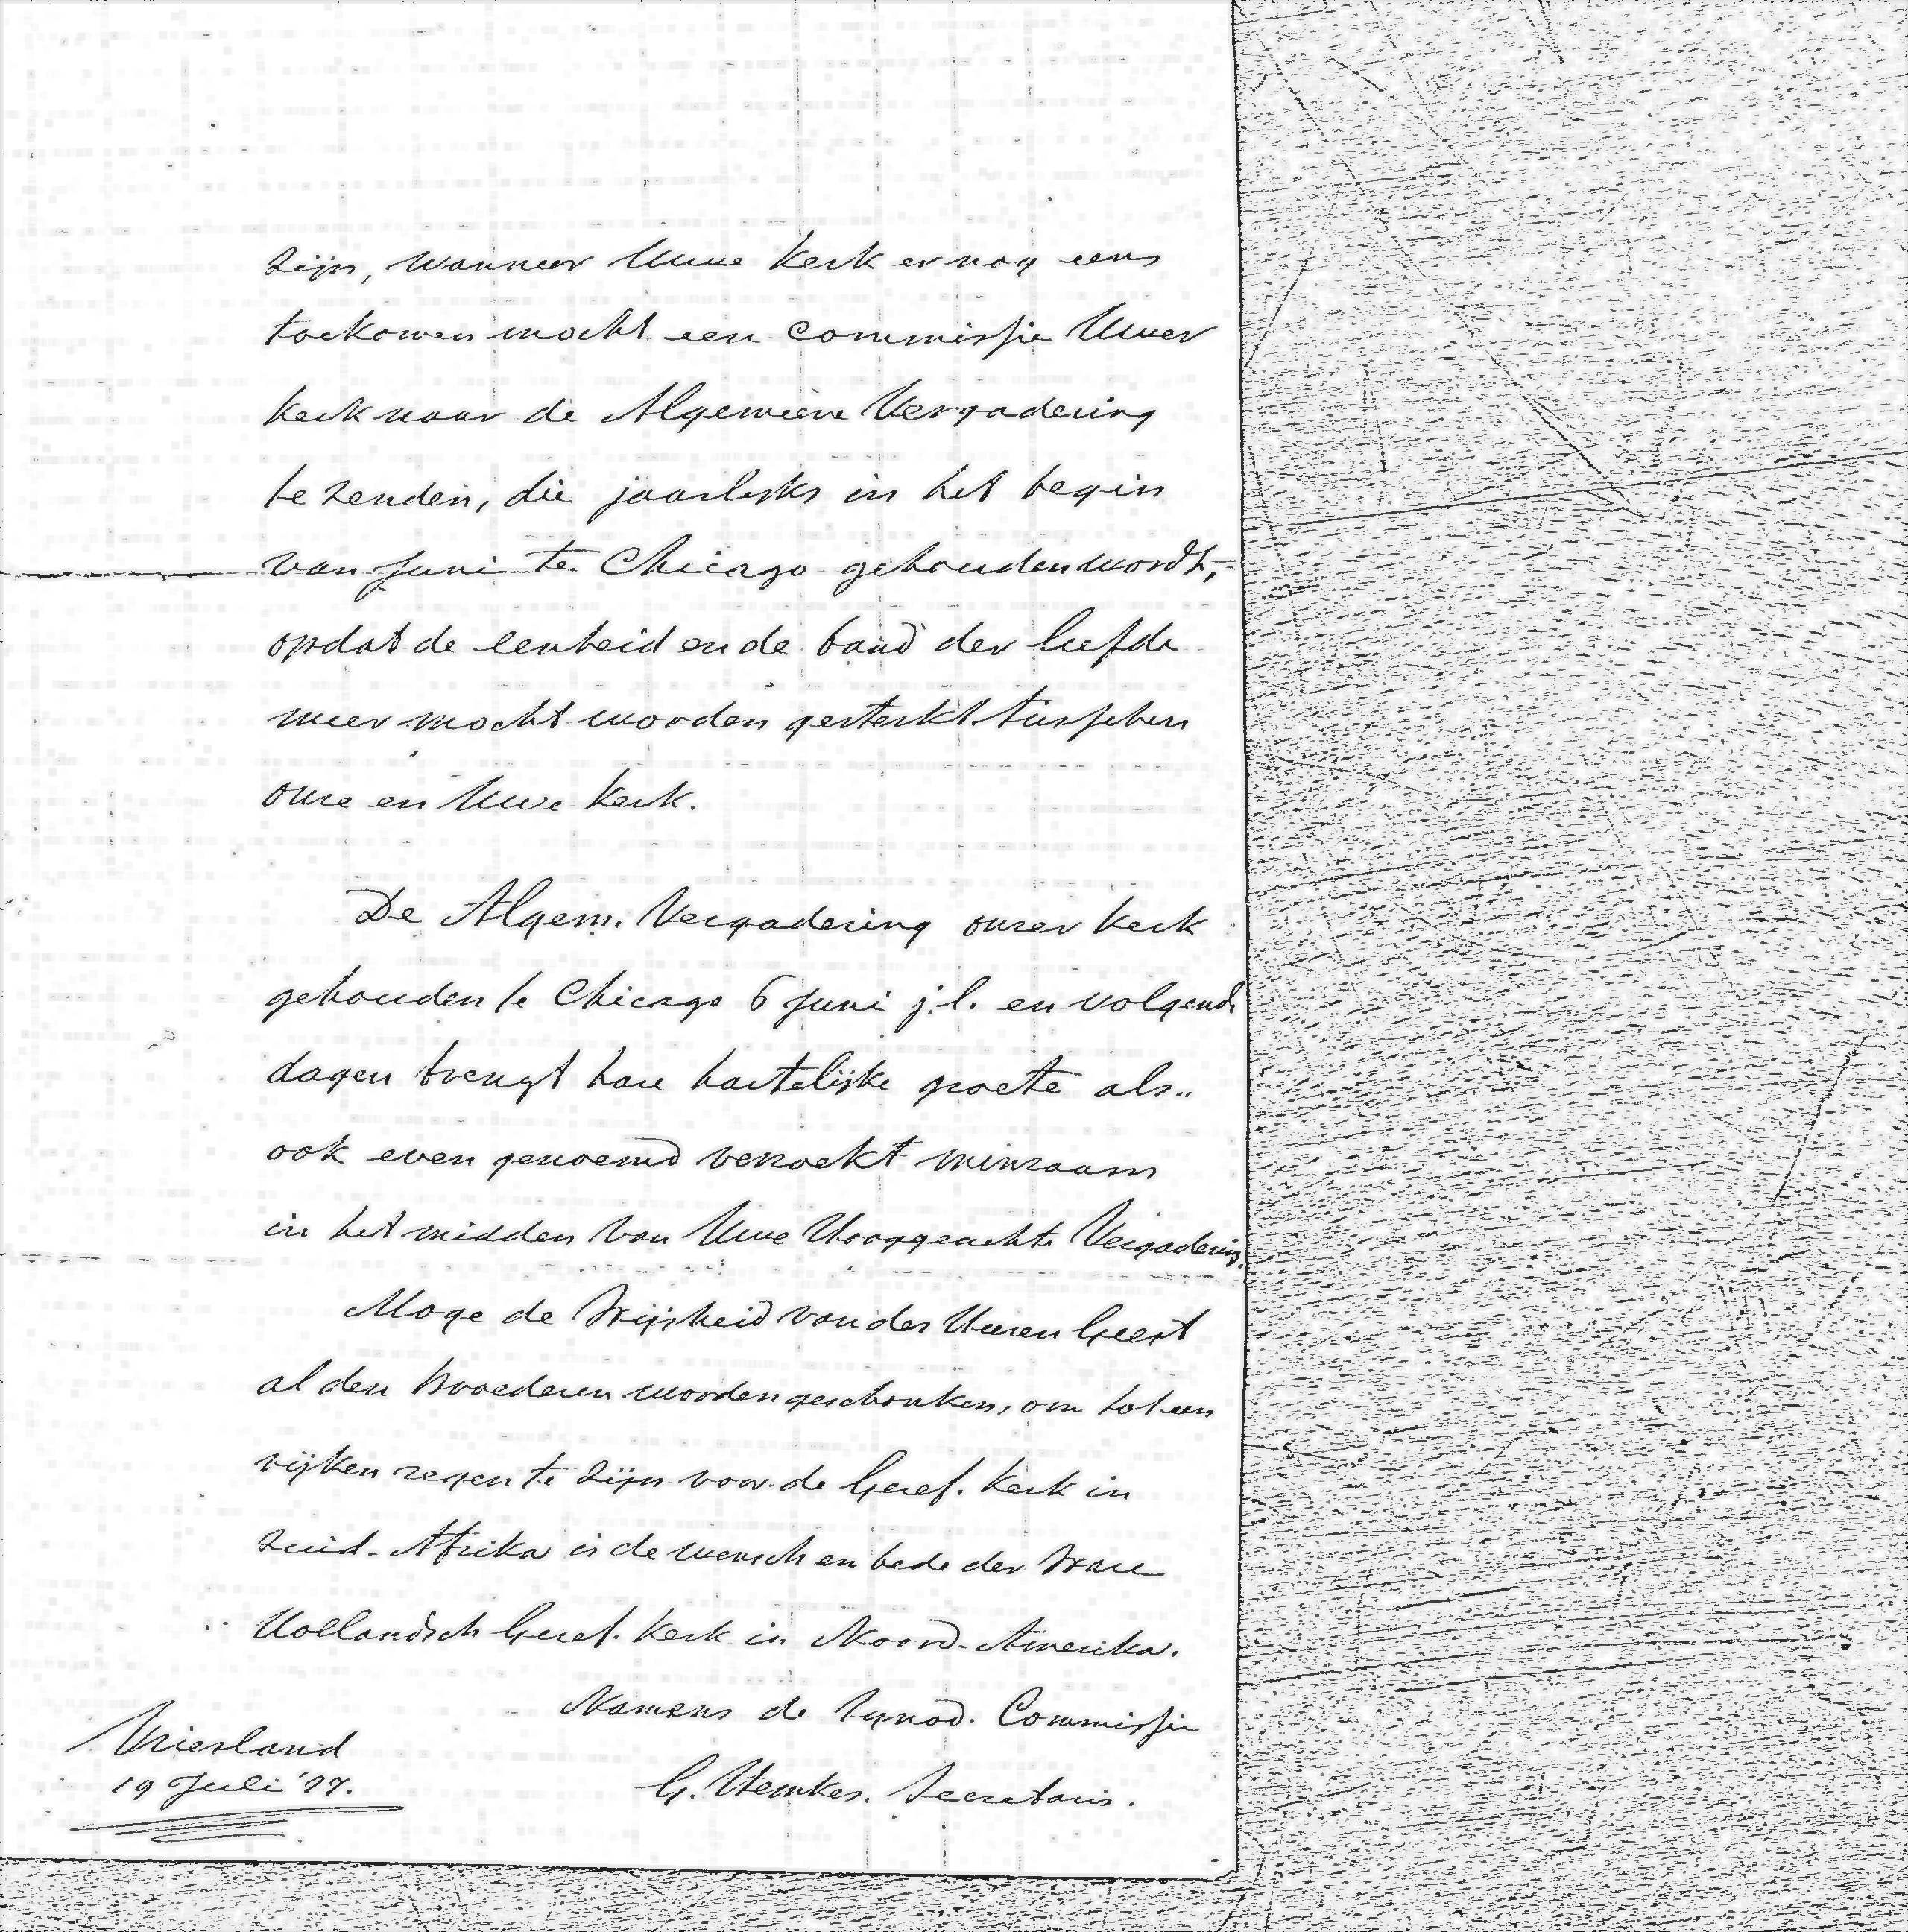 zijn, wanneer Uwe Kerk er nog eens
toekomen mocht een Commissie Uwer
Kerk naar de Algemeene Vergadering
te zenden, die jaarlijks in het begin
van Juni te Chicago gehouden wordt,
opdat de eenheid en de band der liefde
meer mocht worden gesterkt tusschen
onze en Uwe Kerk.
De Algem. Vergadering onzer Kerk
gehouden te Chicago 6 Juni j.l. en volgende
dagen brengt hare hartelijke groete als..
ook even genoemd verzoekt minzaam
in het midden van Uwe Hooggeachte Vergadering.
Moge de Wijsheid van des Heeren Geest
al den Broederen worden geschonken, om tot een
rijken zegen te zijn voor de Geref. Kerk in
Zuid-Afrika is de wensch en bede der Ware
Hollandsch Geref. Kerk in Noord-Amerika.
Namens de Synod. Commissie
Vriesland
19 Juli '77.
G. Hemkes. Secretaris.